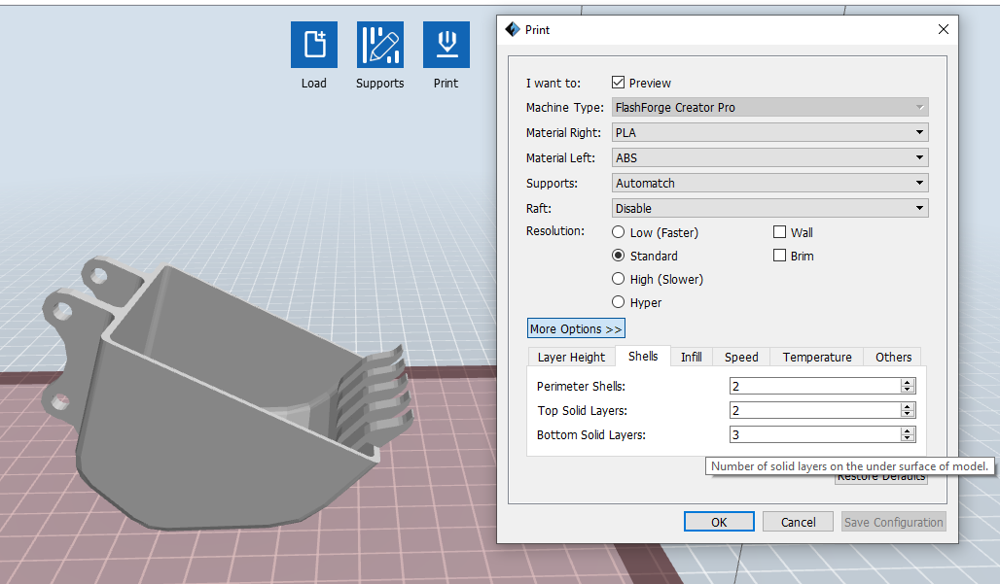 Load
Supports
Print
Print
I want to:
Preview
Machine Type: FlashForge Creator Pro
Material Right: PLA
Material Left: ABS
Supports: Automatch
Raft: Disable
Resolution:
Low (Faster)
Wall
Standard
Brim
High (Slower)
Hyper
More Options >>
Layer Height Shells Infill Speed Temperature Others
Perimeter Shells: 2
Top Solid Layers: 2
Bottom Solid Layers: 3
Number of solid layers on the under surface of model.
Restore Defaults
OK Cancel Save Configuration